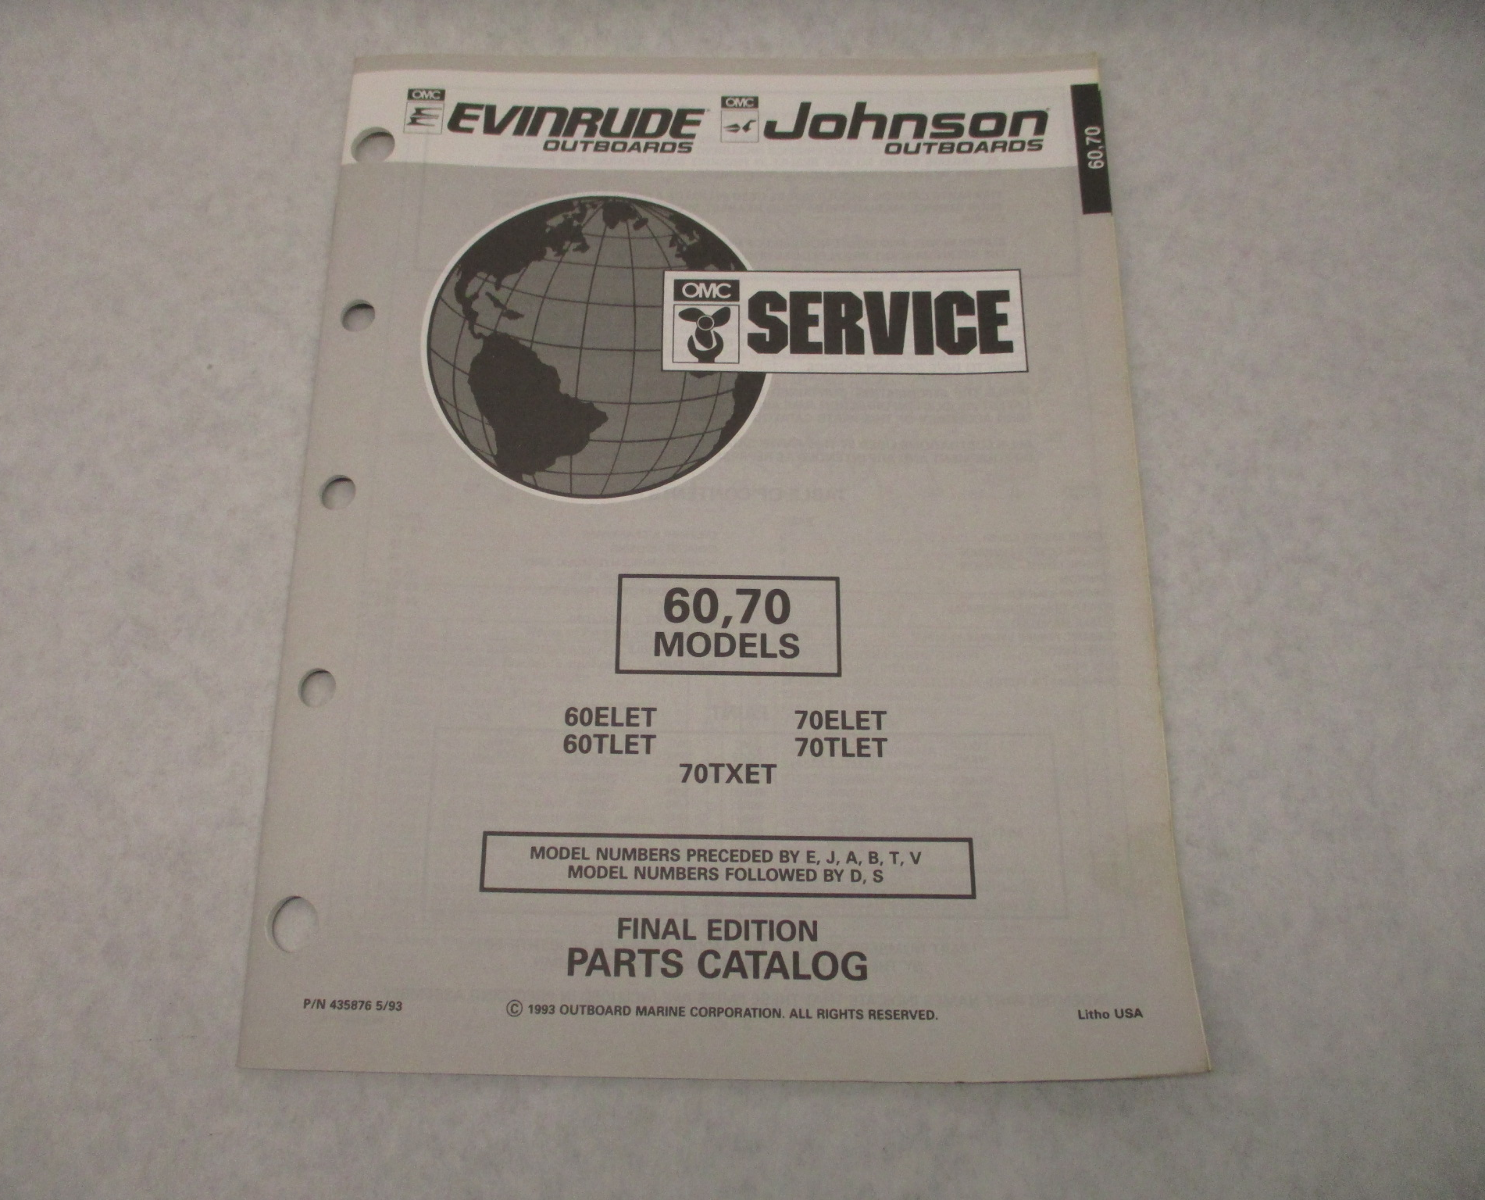 OMC EVINRUDE OUTBOARDS
OMC Johnson OUTBOARDS
60,70
OMC SERVICE
60,70
MODELS
60ELET 70ELET
60TLET 70TLET
70TXET
MODEL NUMBERS PRECEDED BY E, J, A, B, T, V
MODEL NUMBERS FOLLOWED BY D, S
FINAL EDITION
PARTS CATALOG
P/N 435876 5/93 © 1993 OUTBOARD MARINE CORPORATION. ALL RIGHTS RESERVED. Litho USA